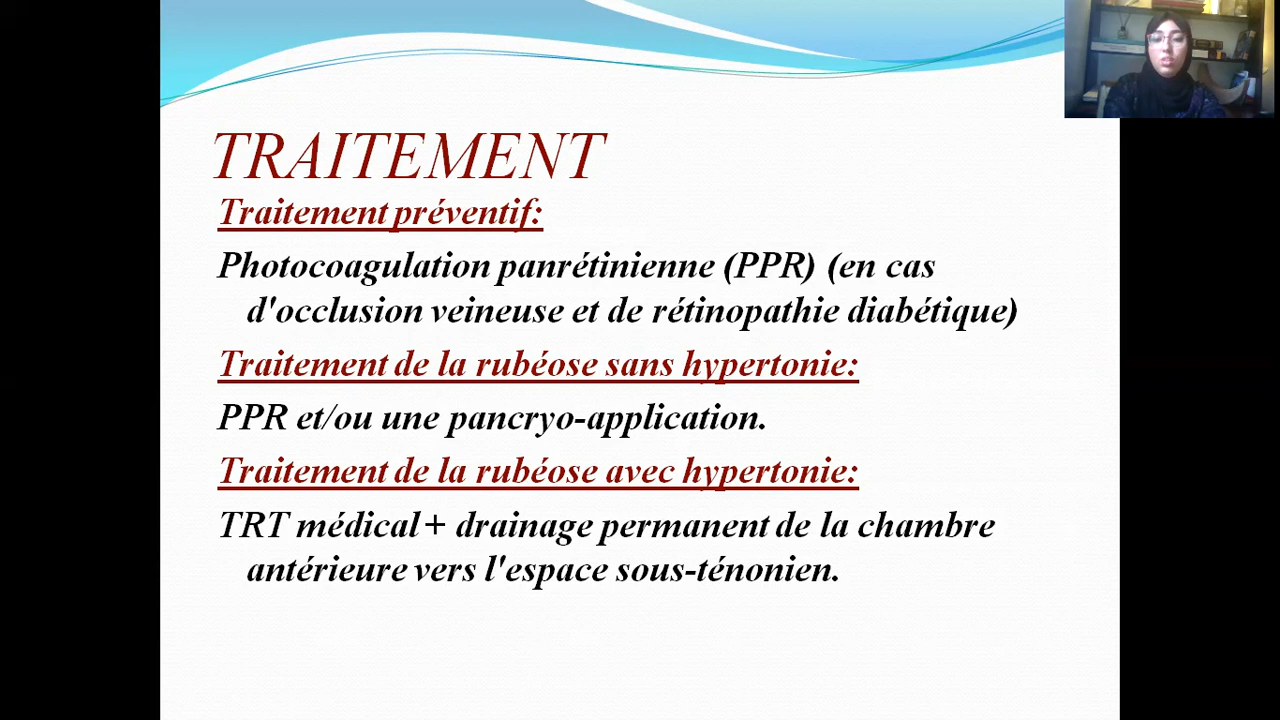 TRAITEMENT
Traitement préventif:
Photocoagulation panrétinienne (PPR) (en cas
d'occlusion veineuse et de rétinopathie diabétique)
Traitement de la rubéose sans hypertonie:
PPR et/ou une pancryo-application.
Traitement de la rubéose avec hypertonie:
TRT médical + drainage permanent de la chambre
antérieure vers l'espace sous-ténonien.